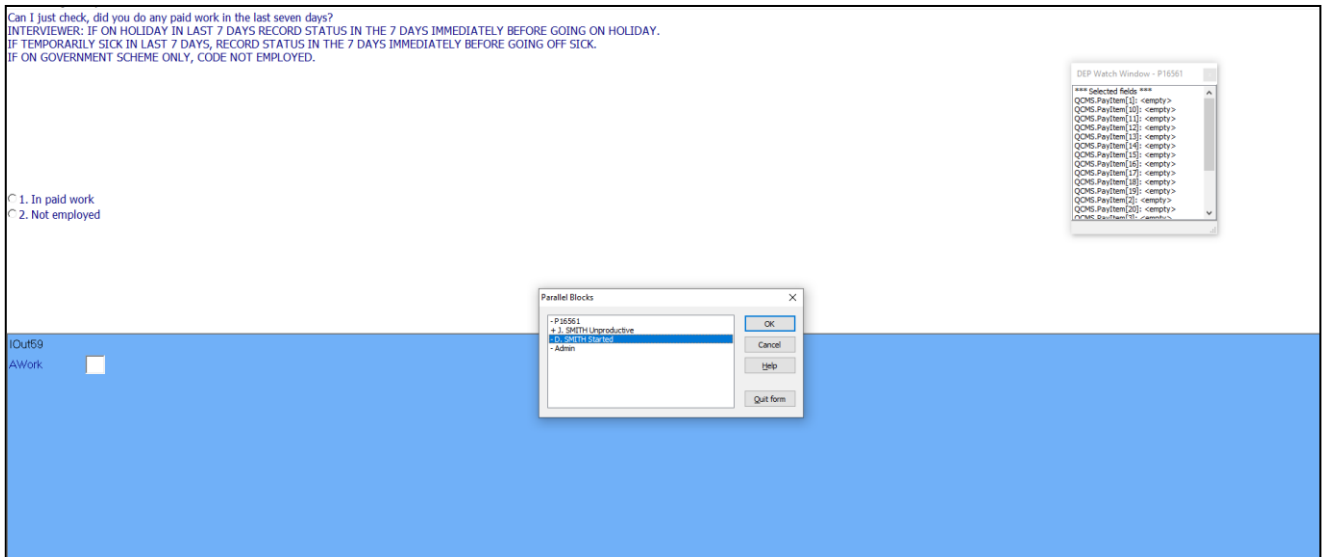 Can I just check, did you do any paid work in the last seven days?
INTERVIEWER: IF ON HOLIDAY IN LAST 7 DAYS RECORD STATUS IN THE 7 DAYS IMMEDIATELY BEFORE GOING ON HOLIDAY.
IF TEMPORARILY SICK IN LAST 7 DAYS, RECORD STATUS IN THE 7 DAYS IMMEDIATELY BEFORE GOING OFF SICK.
IF ON GOVERNMENT SCHEME ONLY, CODE NOT EMPLOYED.
DEP Watch Window - P16561
*** Selected fields ***
QCMS.PayItem[1]: <empty>
QCMS.PayItem[10]: <empty>
QCMS.PayItem[11]: <empty>
QCMS.PayItem[12]: <empty>
QCMS.PayItem[13]: <empty>
QCMS.PayItem[14]: <empty>
QCMS.PayItem[15]: <empty>
QCMS.PayItem[16]: <empty>
QCMS.PayItem[17]: <empty>
QCMS.PayItem[18]: <empty>
QCMS.PayItem[19]: <empty>
QCMS.PayItem[2]: <empty>
QCMS.PayItem[20]: <empty>
QCMS.PayItem[3]: <empty>
1. In paid work
2. Not employed
Parallel Blocks
- P16561
+ J. SMITH Unproductive
- D. SMITH Started
- Admin
OK
Cancel
Help
Quit form
IOut59
AWork